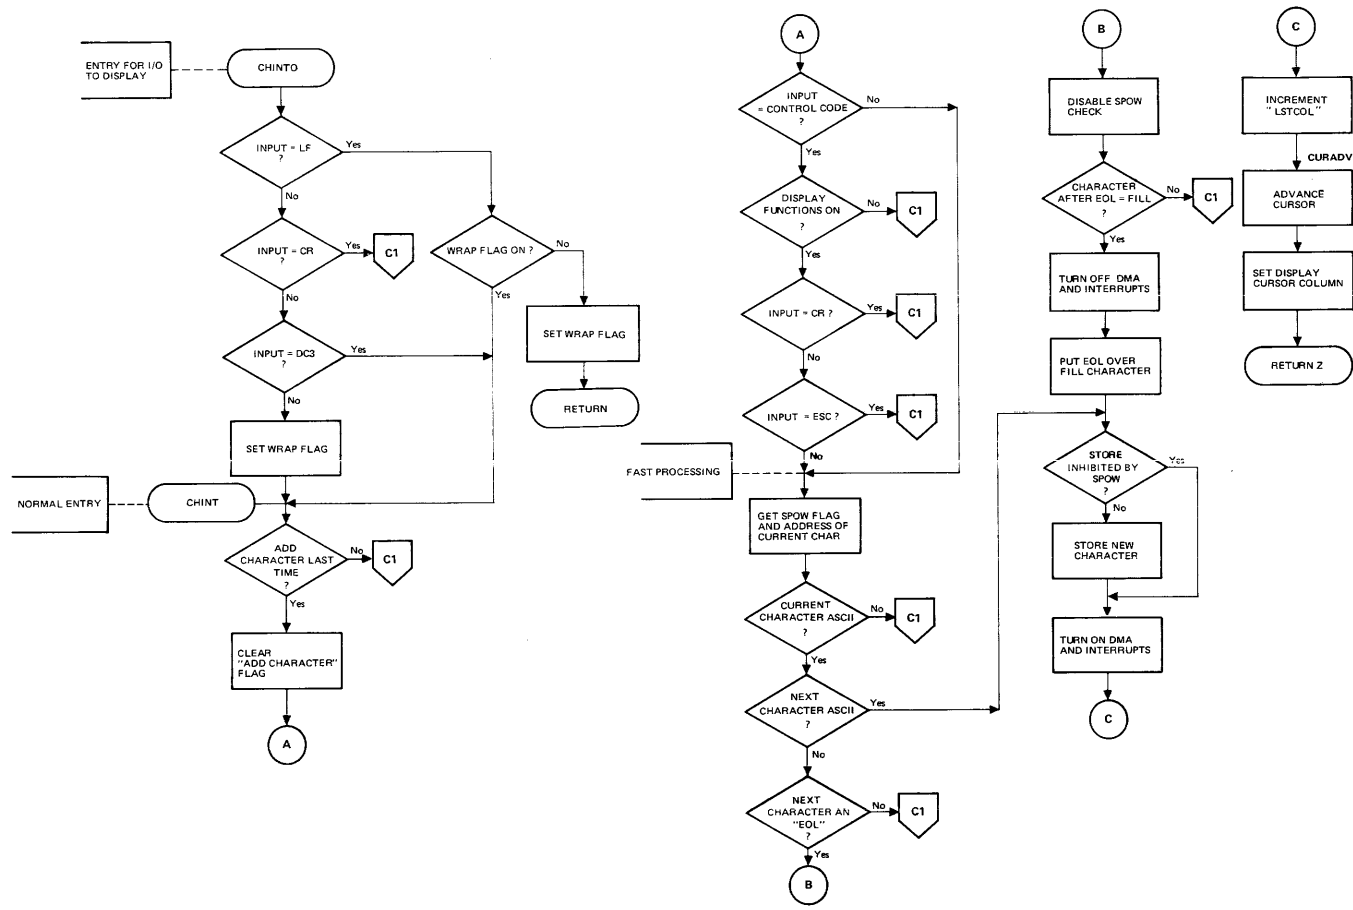 ENTRY FOR I/O
TO DISPLAY
CHINTO
INPUT = LF
?
Yes
No
INPUT = CR
?
Yes
C1
No
WRAP FLAG ON ?
No
Yes
SET WRAP FLAG
RETURN
INPUT = DC3
?
Yes
No
SET WRAP FLAG
NORMAL ENTRY
CHINT
ADD
CHARACTER LAST
TIME
?
No
C1
Yes
CLEAR
"ADD CHARACTER"
FLAG
A
A
INPUT
= CONTROL CODE
?
No
Yes
DISPLAY
FUNCTIONS ON
?
No
C1
Yes
INPUT = CR ?
Yes
C1
No
INPUT = ESC ?
Yes
C1
No
FAST PROCESSING
GET SPOW FLAG
AND ADDRESS OF
CURRENT CHAR
CURRENT
CHARACTER ASCII
?
No
C1
Yes
NEXT
CHARACTER ASCII
?
Yes
No
NEXT
CHARACTER AN
"EOL"
?
No
C1
Yes
B
B
DISABLE SPOW
CHECK
CHARACTER
AFTER EOL = FILL
?
No
C1
Yes
TURN OFF DMA
AND INTERRUPTS
PUT EOL OVER
FILL CHARACTER
STORE
INHIBITED BY
SPOW
?
Yes
No
STORE NEW
CHARACTER
TURN ON DMA
AND INTERRUPTS
C
C
INCREMENT
"LSTCOL"
CURADV
ADVANCE
CURSOR
SET DISPLAY
CURSOR COLUMN
RETURN Z